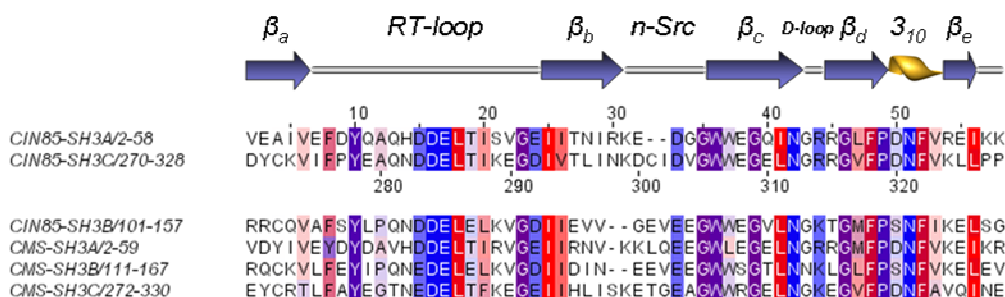 βa RT-loop βb n-Src βc D-loop βd 3₁₀ βe
10 20 30 40 50
CIN85-SH3A/2-58 VEAIVEFDYQAQHDDELTISVGEIITNIRKE--DGGWWEGQINGRRGLFPDNFVREIKK
CIN85-SH3C/270-328 DYCKVIFPYEAQNDDELTIKEGDIVTLINKDCIDVGWWEGELNGRRGVFPDNFVKLLPP
280 290 300 310 320
CIN85-SH3B/101-157 RRCQVAFSYLPQNDDELELKVGDIIEVV--GEVEEGWWEGVLNGKTGMFPSNFIKELSG
CMS-SH3A/2-59 VDYIVEYDYDAVHDDELTIRVGEIIRNV-KKLQEEGWLEGELNGRRGMFPDNFVKEIKR
CMS-SH3B/111-167 RQCKVLFEYIPQNEDELELKVGDIIDIN--EEVEEGWWSGTLNNKLGLFPSNFVKELEV
CMS-SH3C/272-330 EYCRTLFAYEGTNEDELTFKEGEIIHLISKETGEAGWWRGELNGKEGVFPDNFAVQINE